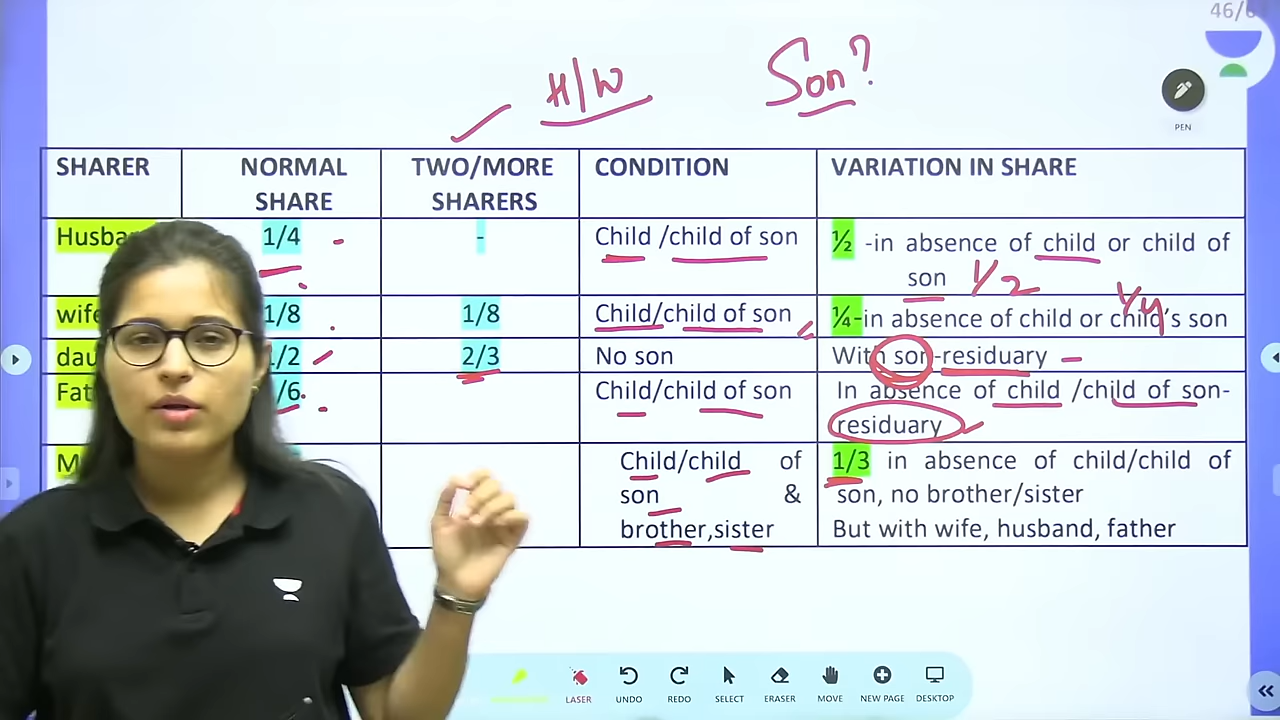 46/6
H/W
Son?
PEN
SHARER
NORMAL SHARE
TWO/MORE SHARERS
CONDITION
VARIATION IN SHARE
1/4
-
Child /child of son
½ -in absence of child or child of
son
1/2
wife
1/8
1/8
Child/child of son
¼-in absence of child or child's son
1/4
1/2
2/3
No son
With son-residuary
1/6
Child/child of son
In absence of child /child of son-
residuary
Child/child of
son &
brother,sister
1/3 in absence of child/child of
son, no brother/sister
But with wife, husband, father
LASER
UNDO
REDO
SELECT
ERASER
MOVE
NEW PAGE
DESKTOP